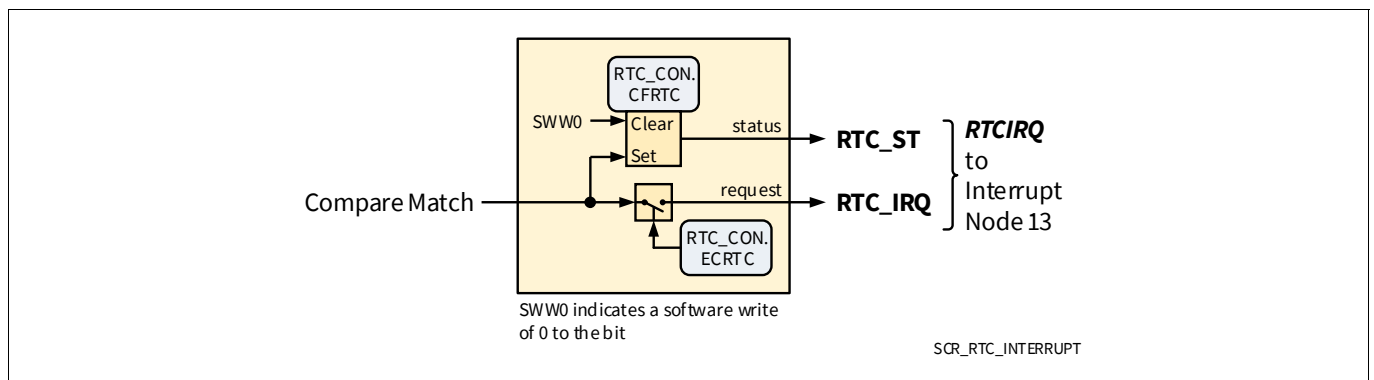 RTC_CON.
CFRTC
SWW0
Clear
status
RTC_ST
Set
RTCIRQ
to
Interrupt
Node 13
Compare Match
request
RTC_IRQ
RTC_CON.
ECRTC
SWW0 indicates a software write
of 0 to the bit
SCR_RTC_INTERRUPT